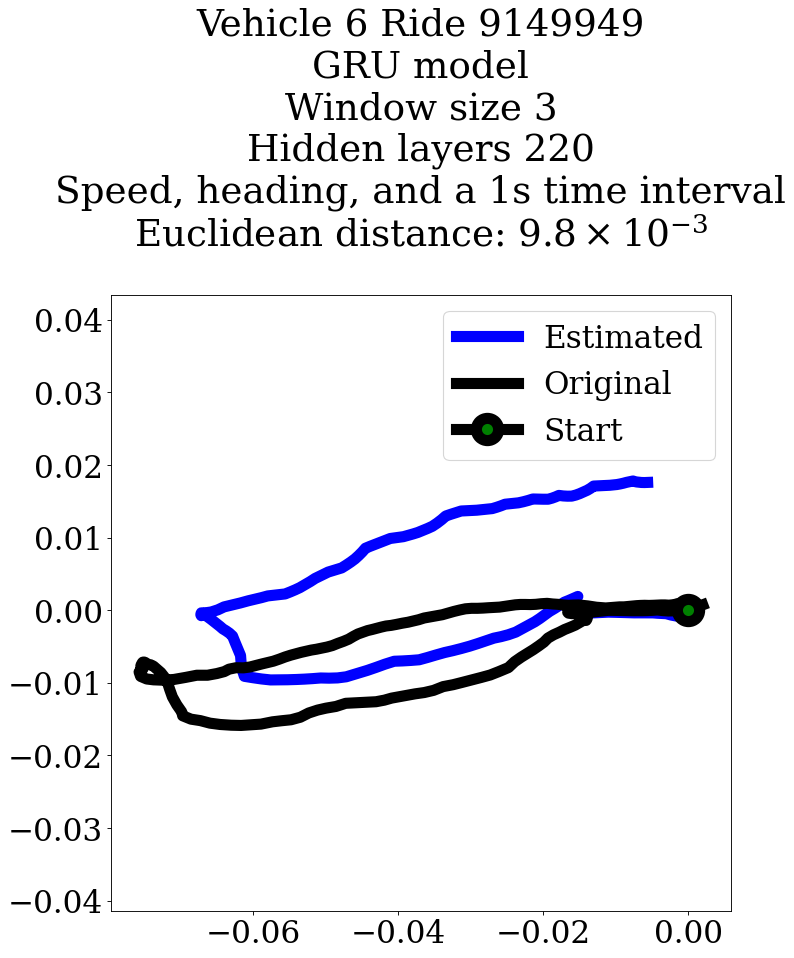 Vehicle 6 Ride 9149949
GRU model
Window size 3
Hidden layers 220
Speed, heading, and a 1s time interval
Euclidean distance: 9.8 × 10⁻³
Estimated
Original
Start
0.04
0.03
0.02
0.01
0.00
−0.01
−0.02
−0.03
−0.04
−0.06 −0.04 −0.02 0.00